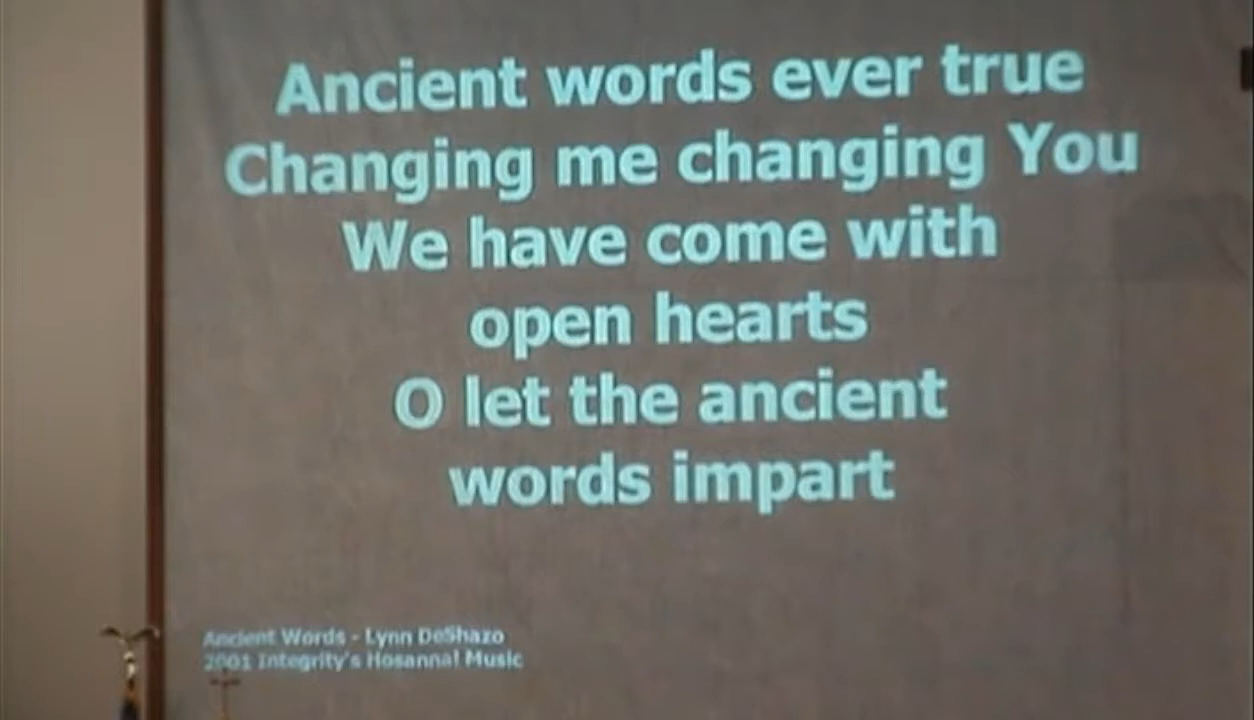 Ancient words ever true
Changing me changing You
We have come with
open hearts
O let the ancient
words impart
Ancient Words - Lynn DeShazo
2001 Integrity's Hosanna! Music